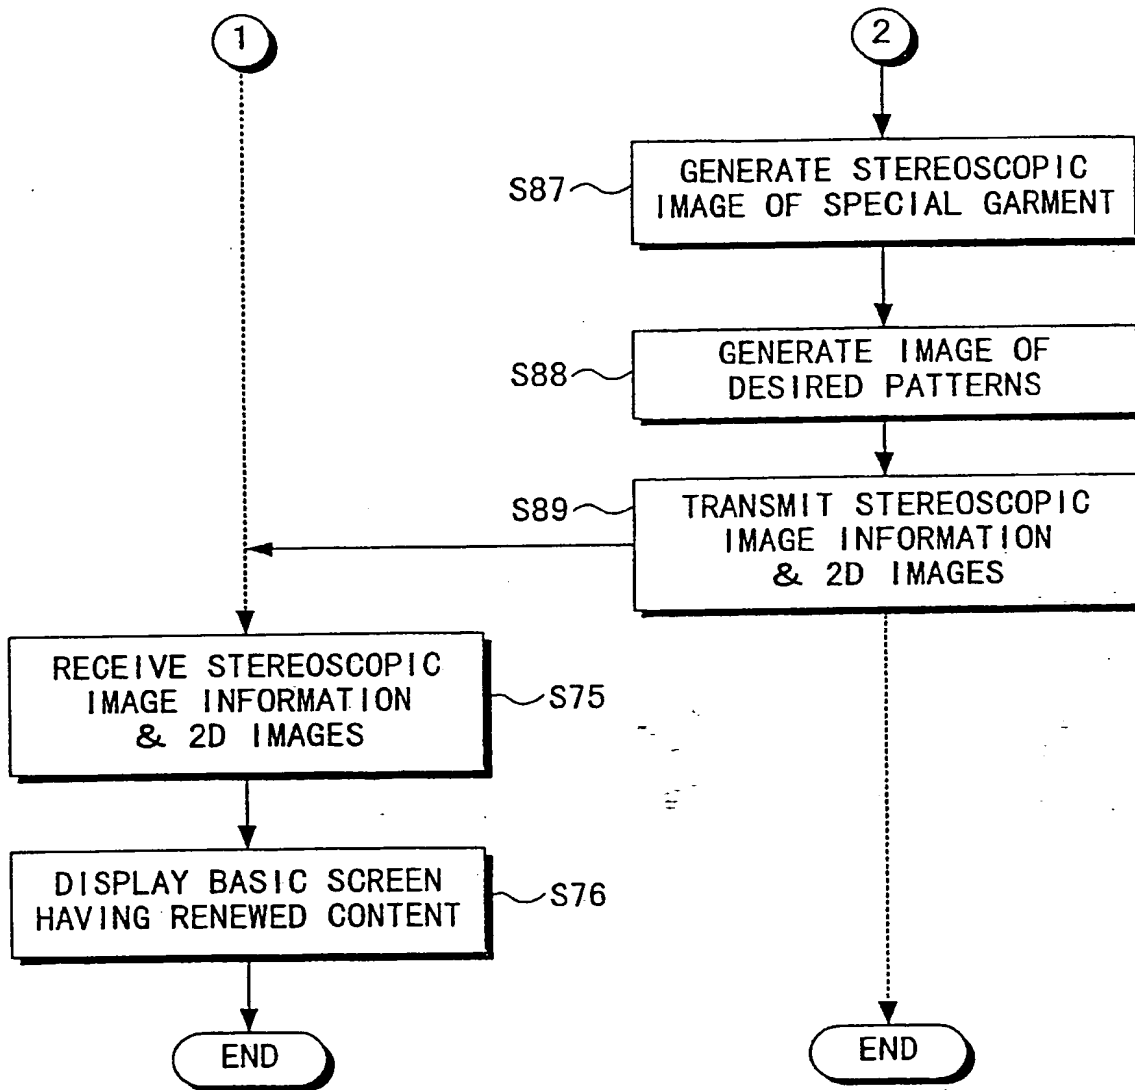 1
2
S87
GENERATE STEREOSCOPIC
IMAGE OF SPECIAL GARMENT
S88
GENERATE IMAGE OF
DESIRED PATTERNS
S89
TRANSMIT STEREOSCOPIC
IMAGE INFORMATION
& 2D IMAGES
RECEIVE STEREOSCOPIC
IMAGE INFORMATION
& 2D IMAGES
S75
DISPLAY BASIC SCREEN
HAVING RENEWED CONTENT
S76
END
END